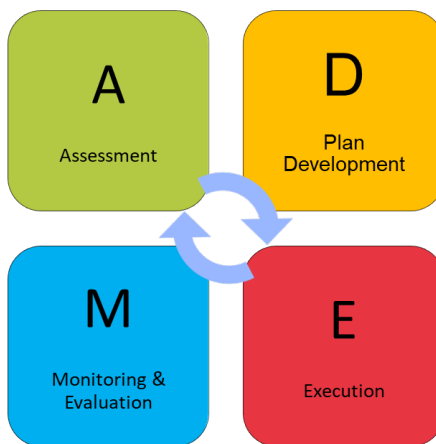 A
Assessment
D
Plan
Development
M
Monitoring &
Evaluation
E
Execution